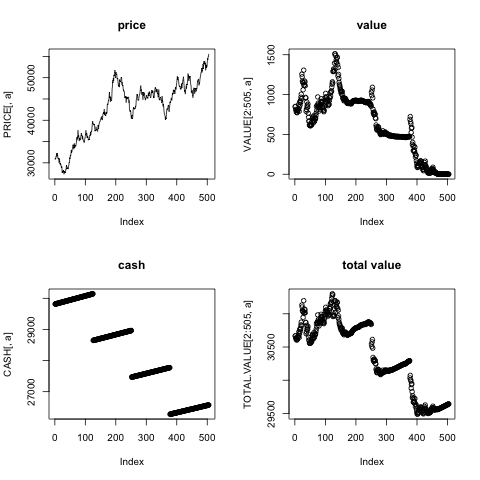 price
PRICE[, a]
30000 40000 50000
0 100 200 300 400 500
Index
value
VALUE[2:505, a]
0 500 1000 1500
0 100 200 300 400 500
Index
cash
CASH[, a]
27000 29000
0 100 200 300 400 500
Index
total value
TOTAL.VALUE[2:505, a]
29500 30500
0 100 200 300 400 500
Index